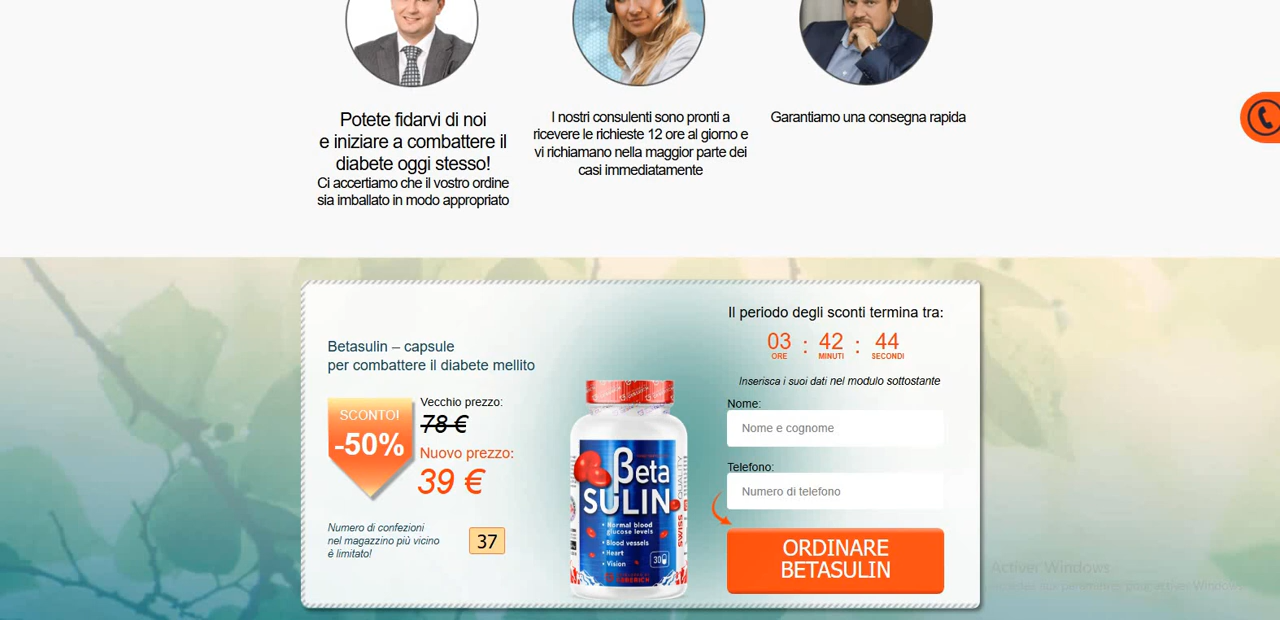 Potete fidarvi di noi
e iniziare a combattere il
diabete oggi stesso!
Ci accertiamo che il vostro ordine
sia imballato in modo appropriato
I nostri consulenti sono pronti a
ricevere le richieste 12 ore al giorno e
vi richiamano nella maggior parte dei
casi immediatamente
Garantiamo una consegna rapida
Betasulin – capsule
per combattere il diabete mellito
SCONTO!
-50%
Vecchio prezzo:
78 €
Nuovo prezzo:
39 €
Numero di confezioni
nel magazzino più vicino
è limitato!
37
βeta
SULIN
• Normal blood
glucose levels
• Blood vessels
• Heart
• Vision
30
SWISS QUALITY
Il periodo degli sconti termina tra:
03 : 42 : 44
ORE MINUTI SECONDI
Inserisca i suoi dati nel modulo sottostante
Nome:
Nome e cognome
Telefono:
Numero di telefono
ORDINARE
BETASULIN
Activer Windows